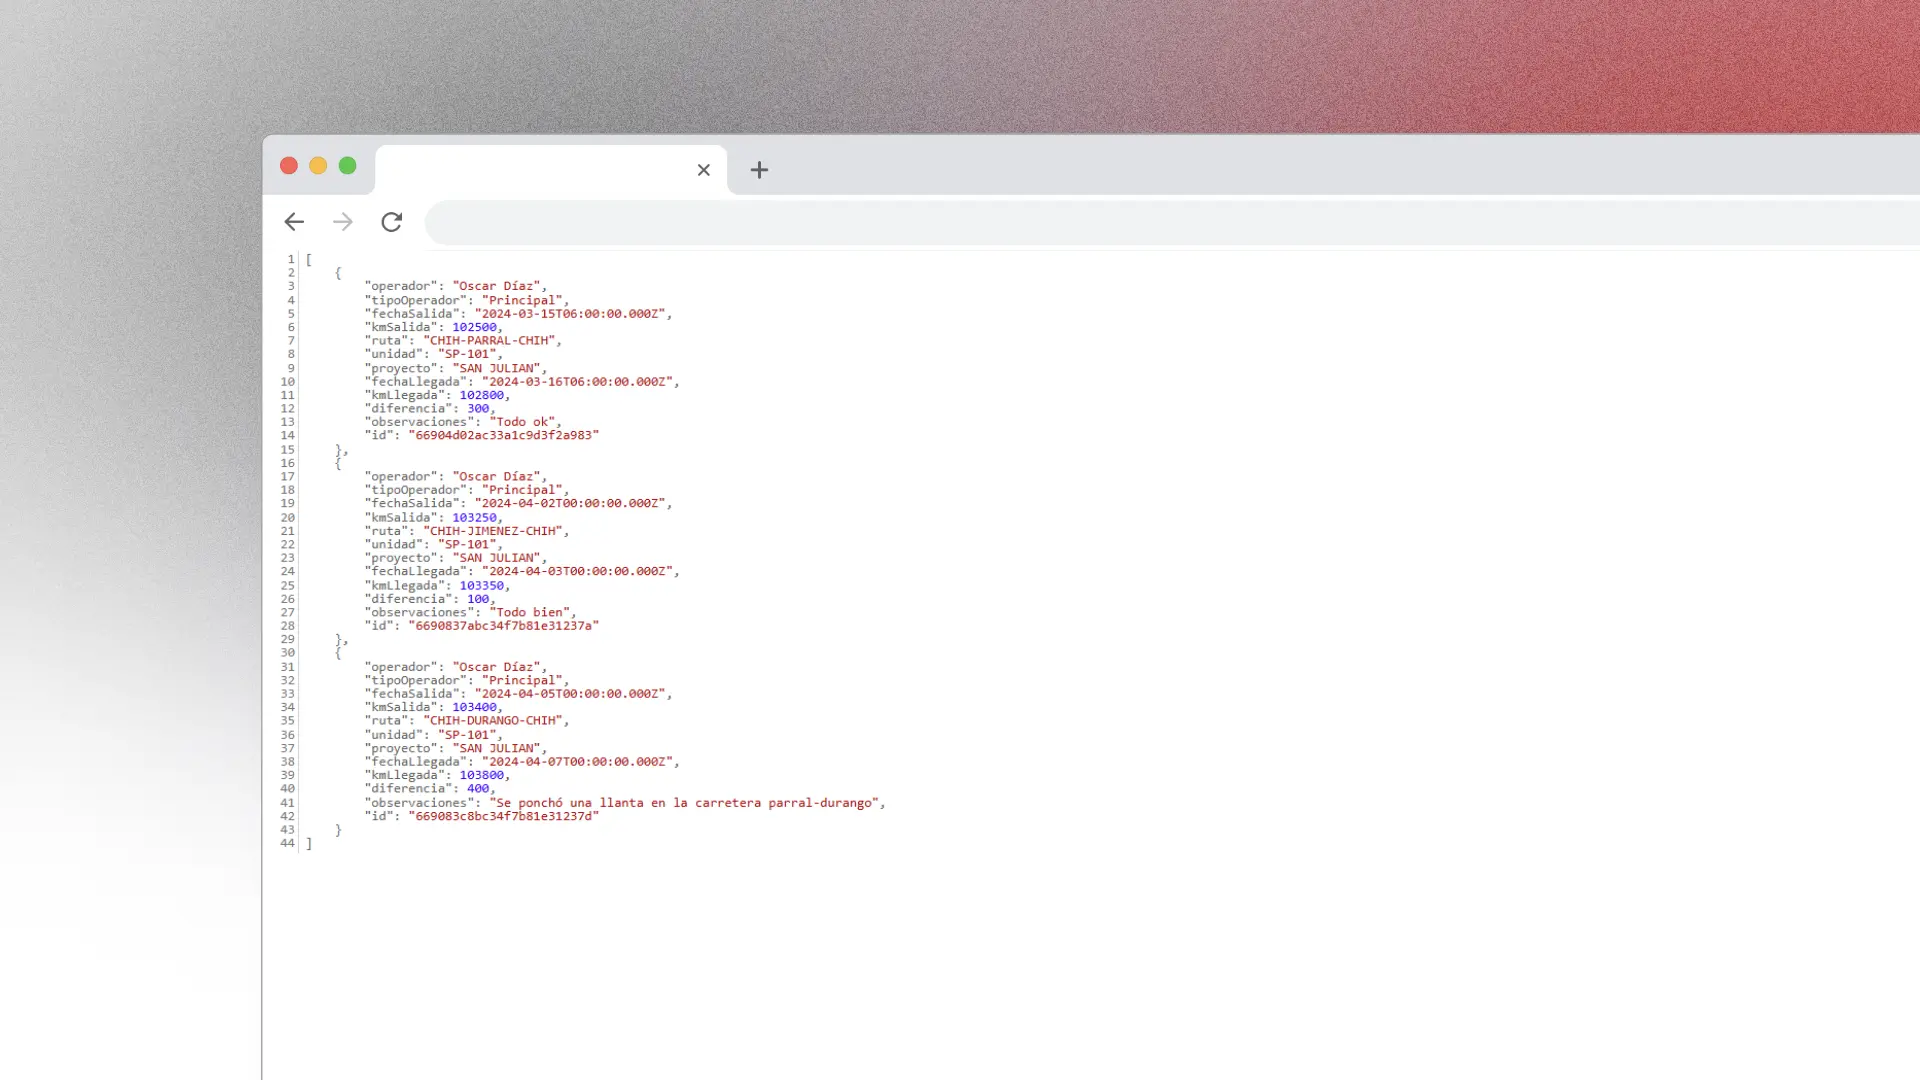 1 [
2     {
3         "operador": "Oscar Díaz",
4         "tipoOperador": "Principal",
5         "fechaSalida": "2024-03-15T06:00:00.000Z",
6         "kmSalida": 102500,
7         "ruta": "CHIH-PARRAL-CHIH",
8         "unidad": "SP-101",
9         "proyecto": "SAN JULIAN",
10         "fechaLlegada": "2024-03-16T06:00:00.000Z",
11         "kmLlegada": 102800,
12         "diferencia": 300,
13         "observaciones": "Todo ok",
14         "id": "66904d02ac33a1c9d3f2a983"
15     },
16     {
17         "operador": "Oscar Díaz",
18         "tipoOperador": "Principal",
19         "fechaSalida": "2024-04-02T00:00:00.000Z",
20         "kmSalida": 103250,
21         "ruta": "CHIH-JIMENEZ-CHIH",
22         "unidad": "SP-101",
23         "proyecto": "SAN JULIAN",
24         "fechaLlegada": "2024-04-03T00:00:00.000Z",
25         "kmLlegada": 103350,
26         "diferencia": 100,
27         "observaciones": "Todo bien",
28         "id": "6690837abc34f7b81e31237a"
29     },
30     {
31         "operador": "Oscar Díaz",
32         "tipoOperador": "Principal",
33         "fechaSalida": "2024-04-05T00:00:00.000Z",
34         "kmSalida": 103400,
35         "ruta": "CHIH-DURANGO-CHIH",
36         "unidad": "SP-101",
37         "proyecto": "SAN JULIAN",
38         "fechaLlegada": "2024-04-07T00:00:00.000Z",
39         "kmLlegada": 103800,
40         "diferencia": 400,
41         "observaciones": "Se ponchó una llanta en la carretera parral-durango",
42         "id": "669083c8bc34f7b81e31237d"
43     }
44 ]